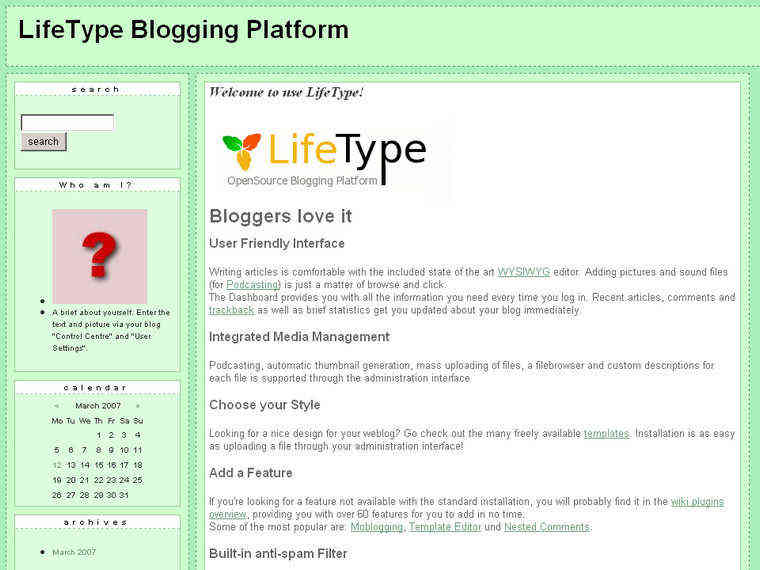 LifeType Blogging Platform
search
search
Who am I?
?
A brief about yourself. Enter the
text and picture via your blog
"Control Centre" and "User
Settings".
calendar
« March 2007 »
Mo Tu We Th Fr Sa Su
1 2 3 4
5 6 7 8 9 10 11
12 13 14 15 16 17 18
19 20 21 22 23 24 25
26 27 28 29 30 31
archives
March 2007
Welcome to use LifeType!
LifeType
OpenSource Blogging Platform
Bloggers love it
User Friendly Interface
Writing articles is comfortable with the included state of the art WYSIWYG editor. Adding pictures and sound files
(for Podcasting) is just a matter of browse and click.
The Dashboard provides you with all the information you need every time you log in. Recent articles, comments and
trackback as well as brief statistics get you updated about your blog immediately.
Integrated Media Management
Podcasting, automatic thumbnail generation, mass uploading of files, a filebrowser and custom descriptions for
each file is supported through the administration interface
Choose your Style
Looking for a nice design for your weblog? Go check out the many freely available templates. Installation is as easy
as uploading a file through your administration interface!
Add a Feature
If you're looking for a feature not available with the standard installation, you will probably find it in the wiki plugins
overview, providing you with over 60 features for you to add in no time.
Some of the most popular are: Moblogging, Template Editor und Nested Comments.
Built-in anti-spam Filter